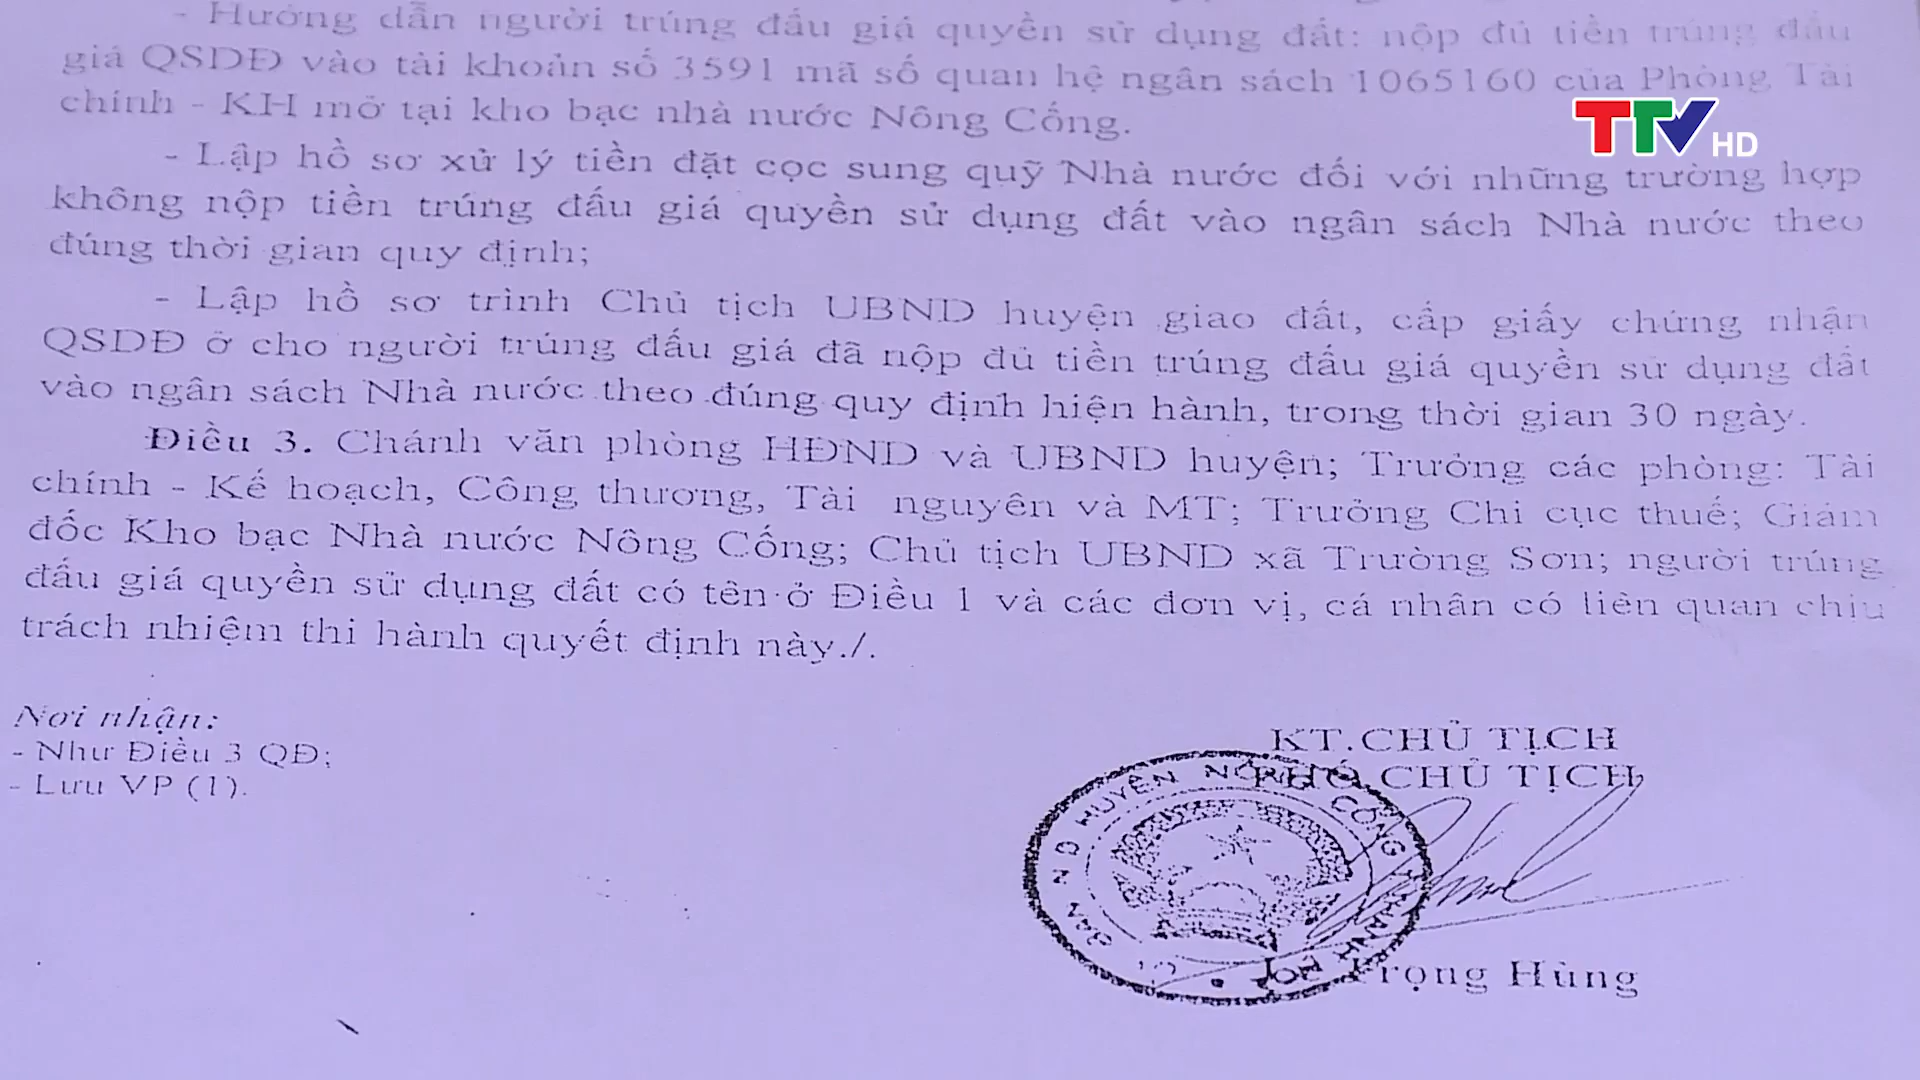 - Hướng dẫn người trúng đấu giá quyền sử dụng đất: nộp đủ tiền trúng đấu
giá QSDĐ vào tài khoản số 3591 mã số quan hệ ngân sách 1065160 của Phòng Tài
chính - KH mở tại kho bạc nhà nước Nông Cống.
TTV HD
- Lập hồ sơ xử lý tiền đặt cọc sung quỹ Nhà nước đối với những trường hợp
không nộp tiền trúng đấu giá quyền sử dụng đất vào ngân sách Nhà nước theo
đúng thời gian quy định;
- Lập hồ sơ trình Chủ tịch UBND huyện giao đất, cấp giấy chứng nhận
QSDĐ ở cho người trúng đấu giá đã nộp đủ tiền trúng đấu giá quyền sử dụng đất
vào ngân sách Nhà nước theo đúng quy định hiện hành, trong thời gian 30 ngày.
Điều 3. Chánh văn phòng HĐND và UBND huyện; Trưởng các phòng: Tài
chính - Kế hoạch, Công thương, Tài nguyên và MT; Trưởng Chi cục thuế; Giám
đốc Kho bạc Nhà nước Nông Cống; Chủ tịch UBND xã Trường Sơn; người trúng
đấu giá quyền sử dụng đất có tên ở Điều 1 và các đơn vị, cá nhân có liên quan chịu
trách nhiệm thi hành quyết định này./.
Nơi nhận:
- Như Điều 3 QĐ;
- Lưu VP (1).
KT.CHỦ TỊCH
PHÓ CHỦ TỊCH
BAN ND HUYỆN NÔNG CỐNG
Trọng Hùng